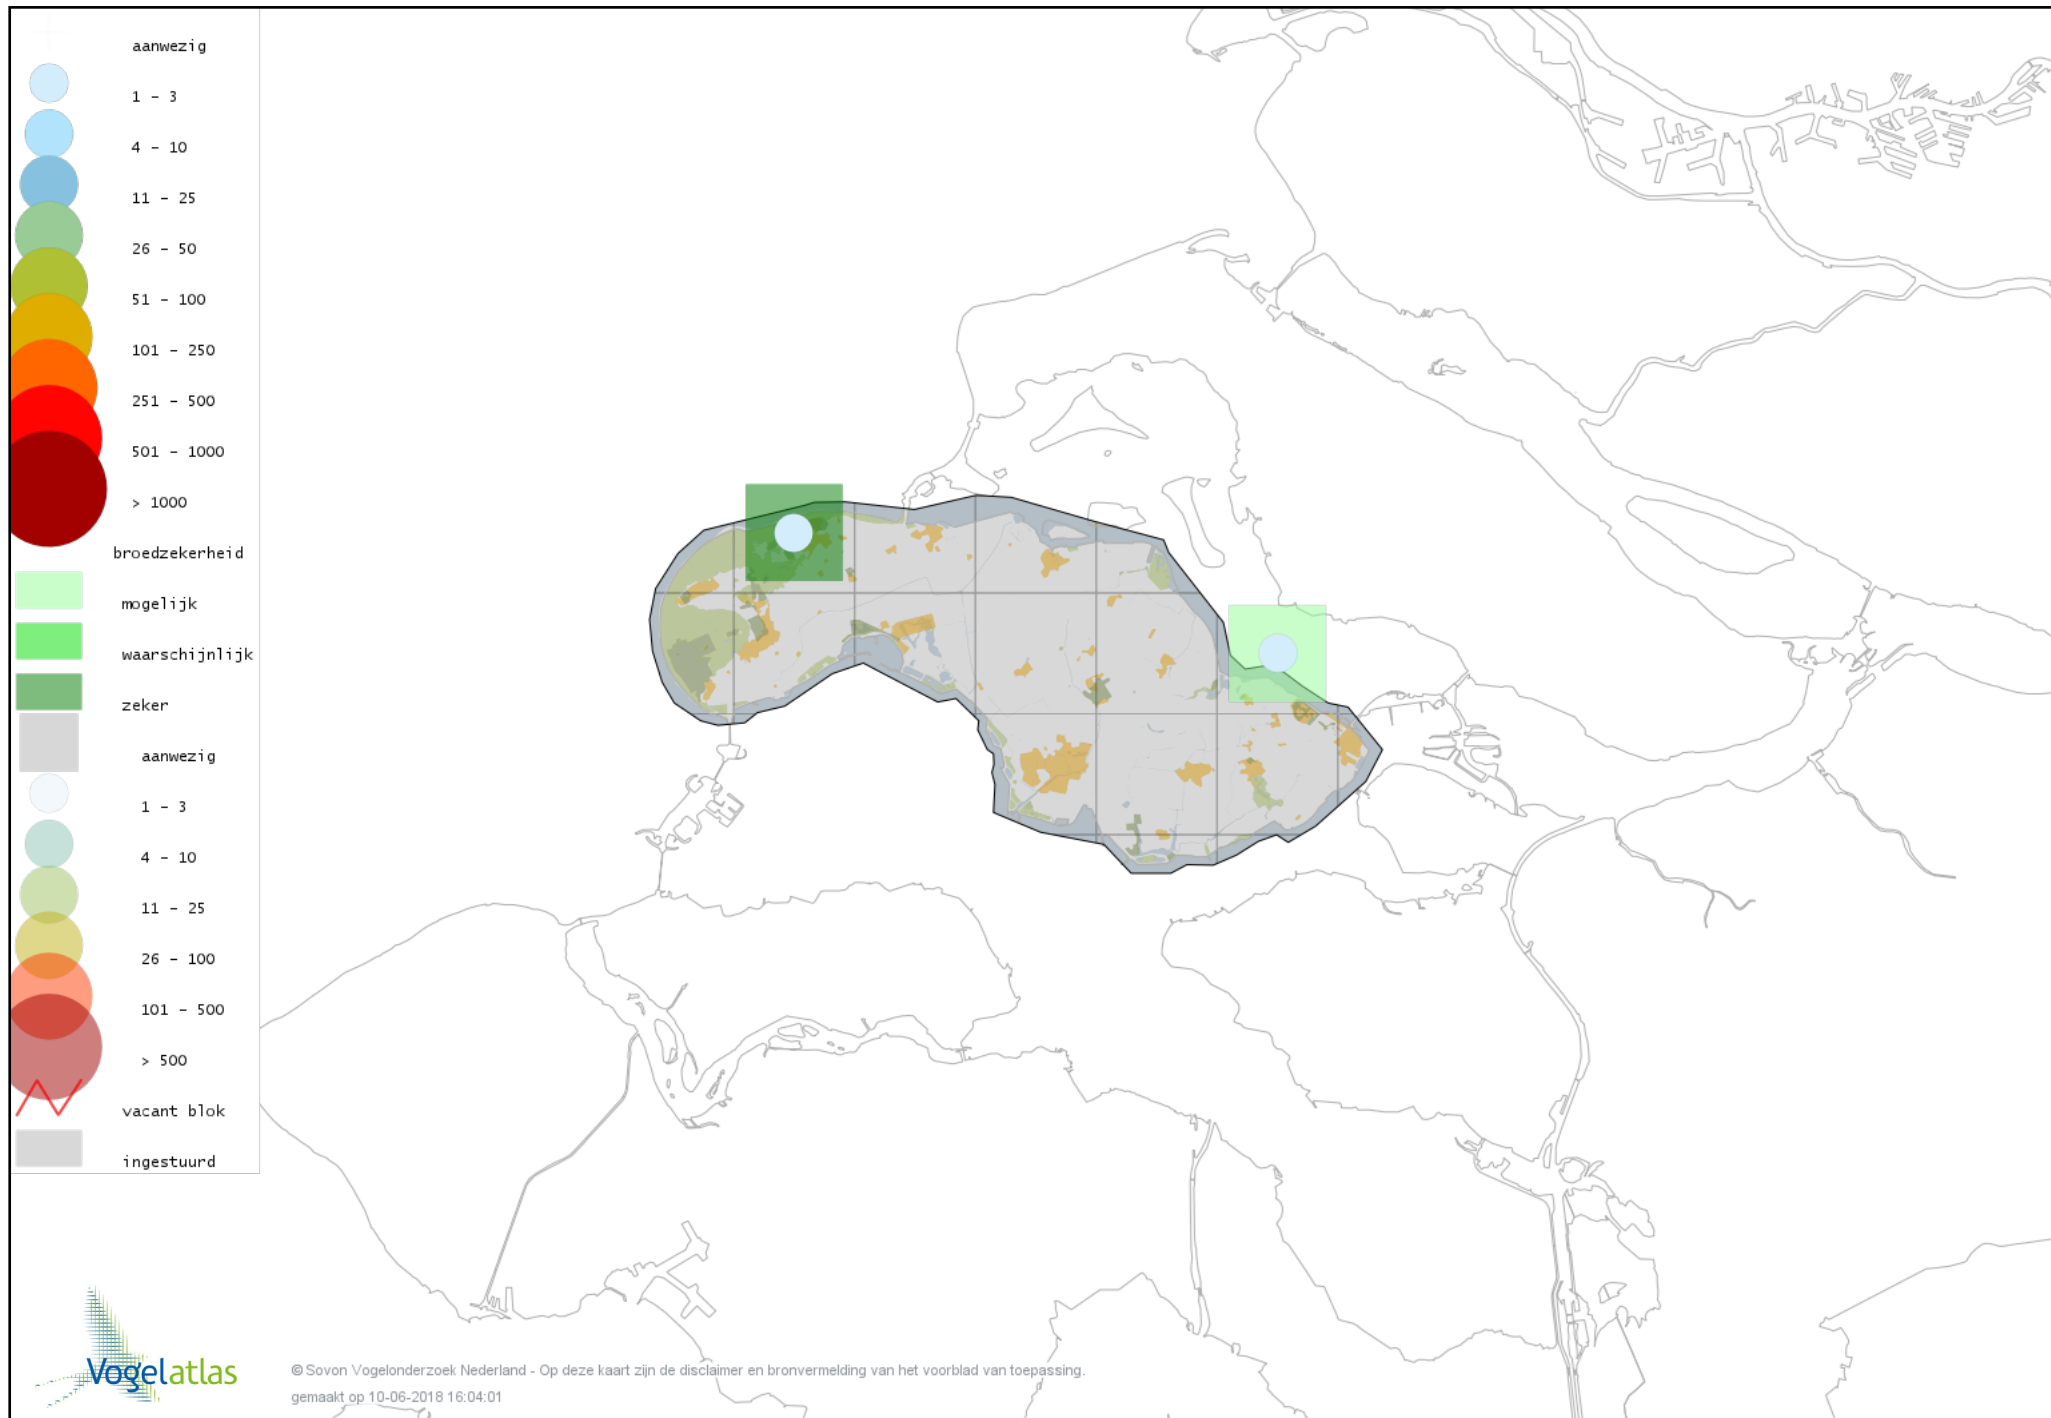 aanwezig
1 - 3
4 - 10
11 - 25
26 - 50
51 - 100
101 - 250
251 - 500
501 - 1000
> 1000
broedzekerheid
mogelijk
waarschijnlijk
zeker
aanwezig
1 - 3
4 - 10
11 - 25
26 - 100
101 - 500
> 500
vacant blok
ingestuurd
Vogelatlas
© Sovon Vogelonderzoek Nederland - Op deze kaart zijn de disclaimer en bronvermelding van het voorblad van toepassing.
gemaakt op 10-06-2018 16:04:01